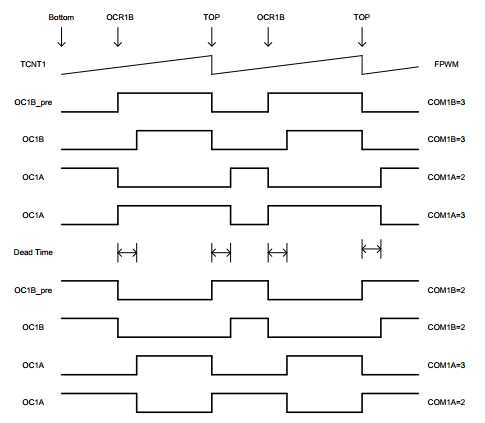 Bottom OCR1B TOP OCR1B TOP
TCNT1 FPWM
OC1B_pre COM1B=3
OC1B COM1B=3
OC1A COM1A=2
OC1A COM1A=3
Dead Time
OC1B_pre COM1B=2
OC1B COM1B=2
OC1A COM1A=3
OC1A COM1A=2